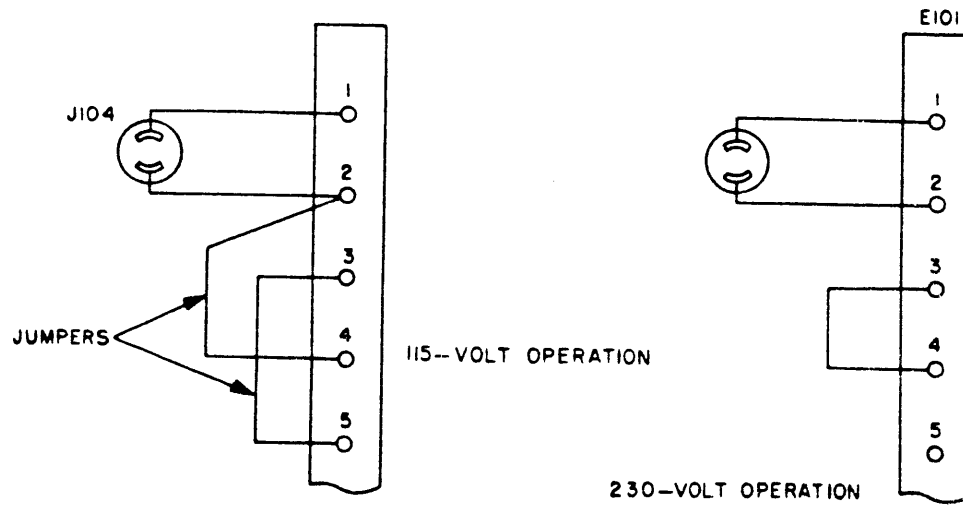 J104
1
2
3
4
5
JUMPERS
115--VOLT OPERATION
E101
1
2
3
4
5
230-VOLT OPERATION